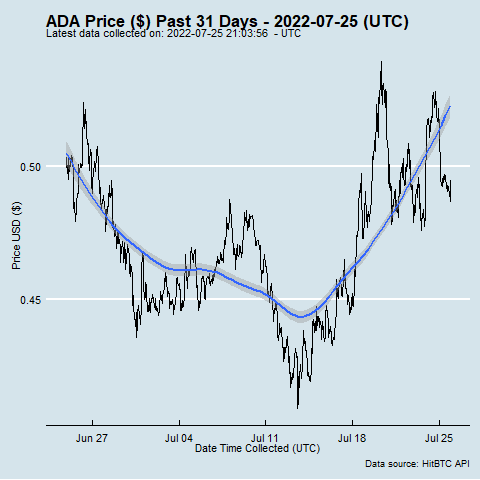 ADA Price ($) Past 31 Days - 2022-07-25 (UTC)
Latest data collected on: 2022-07-25 21:03:56 - UTC
Price USD ($)
0.50
0.45
Jun 27 Jul 04 Jul 11 Jul 18 Jul 25
Date Time Collected (UTC)
Data source: HitBTC API